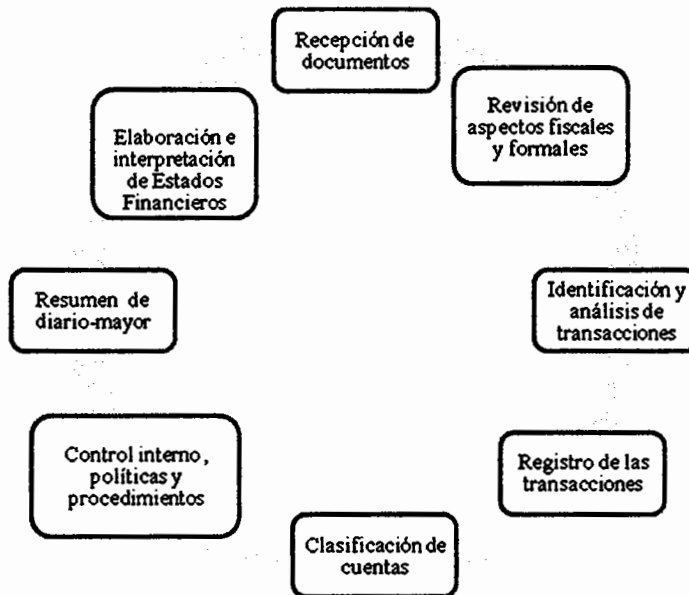 Recepción de
documentos
Revisión de
aspectos fiscales
y formales
Identificación y
análisis de
transacciones
Registro de las
transacciones
Clasificación de
cuentas
Control interno,
políticas y
procedimientos
Resumen de
diario-mayor
Elaboración e
interpretación
de Estados
Financieros